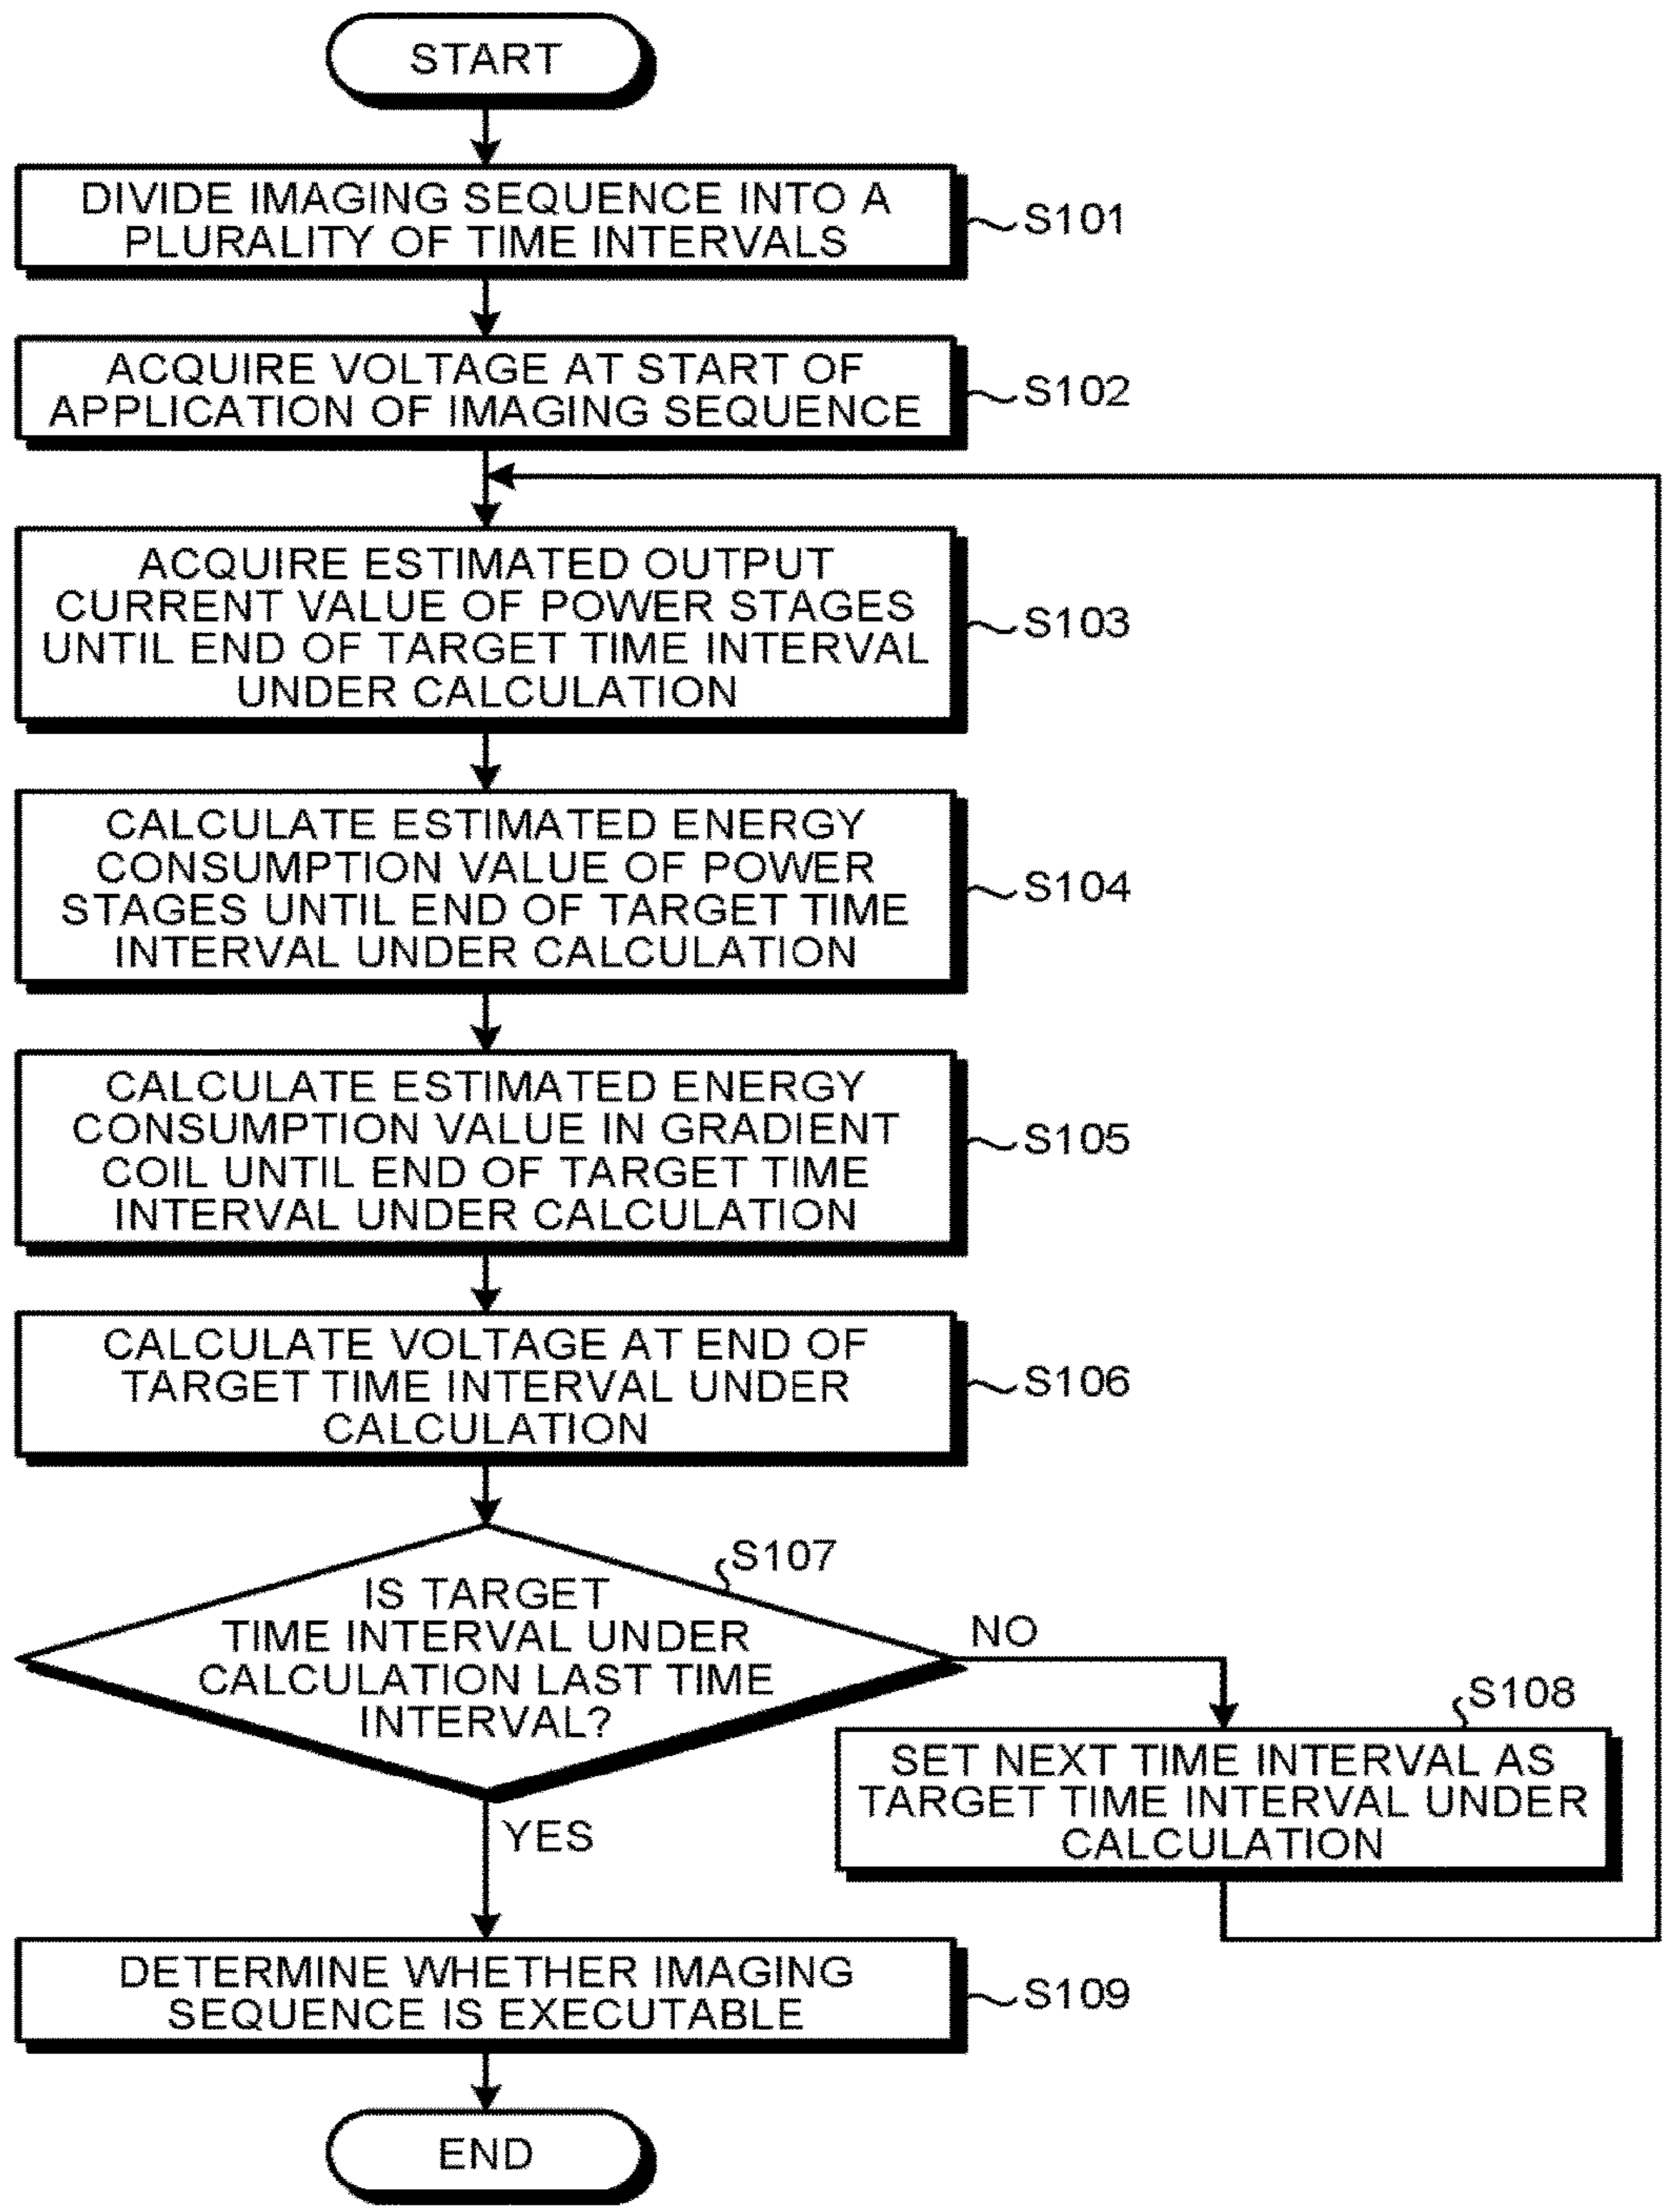 START
DIVIDE IMAGING SEQUENCE INTO A
PLURALITY OF TIME INTERVALS
S101
ACQUIRE VOLTAGE AT START OF
APPLICATION OF IMAGING SEQUENCE
S102
ACQUIRE ESTIMATED OUTPUT
CURRENT VALUE OF POWER STAGES
UNTIL END OF TARGET TIME INTERVAL
UNDER CALCULATION
S103
CALCULATE ESTIMATED ENERGY
CONSUMPTION VALUE OF POWER
STAGES UNTIL END OF TARGET TIME
INTERVAL UNDER CALCULATION
S104
CALCULATE ESTIMATED ENERGY
CONSUMPTION VALUE IN GRADIENT
COIL UNTIL END OF TARGET TIME
INTERVAL UNDER CALCULATION
S105
CALCULATE VOLTAGE AT END OF
TARGET TIME INTERVAL UNDER
CALCULATION
S106
S107
IS TARGET
TIME INTERVAL UNDER
CALCULATION LAST TIME
INTERVAL?
NO
S108
SET NEXT TIME INTERVAL AS
TARGET TIME INTERVAL UNDER
CALCULATION
YES
DETERMINE WHETHER IMAGING
SEQUENCE IS EXECUTABLE
S109
END